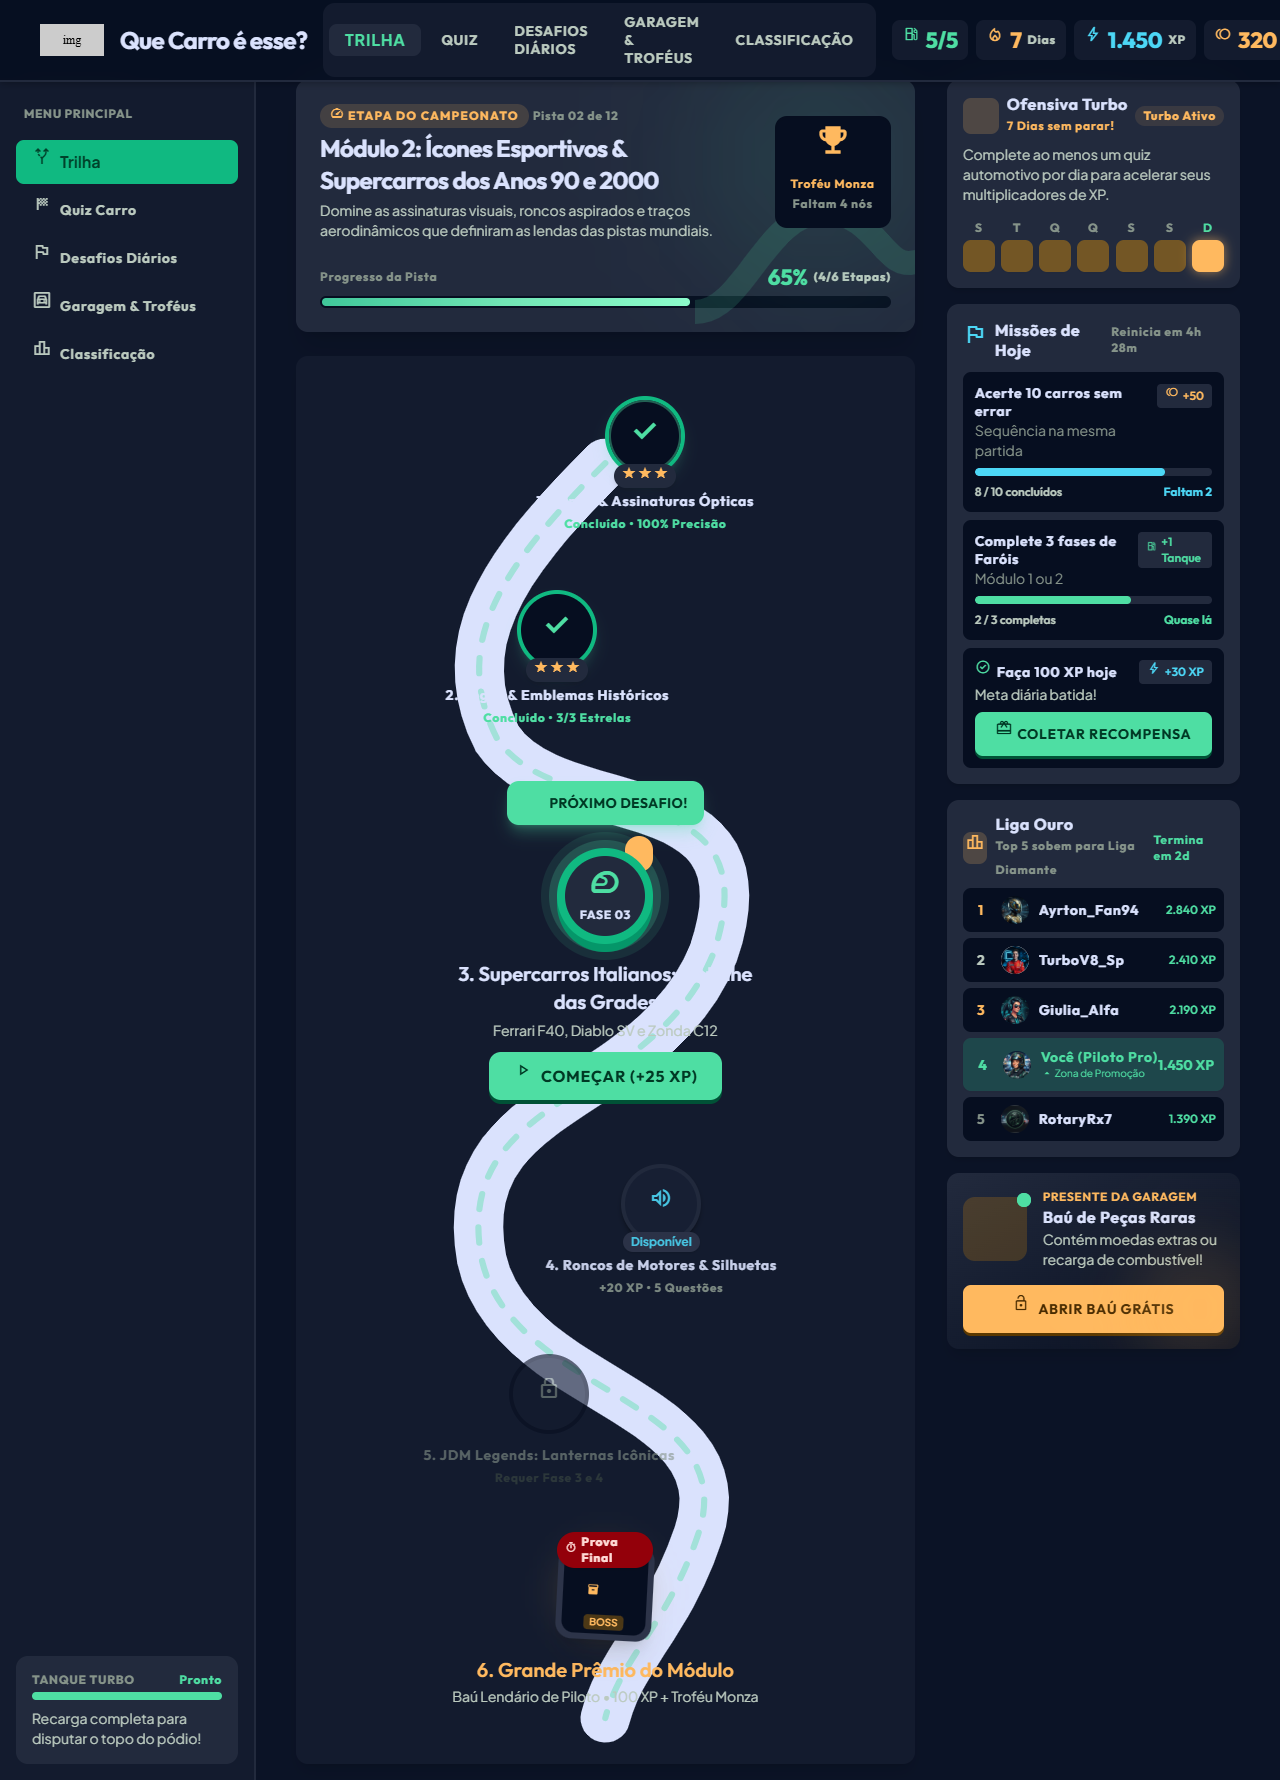 img
Que Carro é esse?
TRILHA
QUIZ
DESAFIOS
DIÁRIOS
GARAGEM
&
TROFÉUS
CLASSIFICAÇÃO
5/5
7 Dias
1.450 XP
320
MENU PRINCIPAL
Trilha
Quiz Carro
Desafios Diários
Garagem & Troféus
Classificação
TANQUE TURBO
Pronto
Recarga completa para
disputar o topo do pódio!
ETAPA DO CAMPEONATO
Pista 02 de 12
Módulo 2: Ícones Esportivos &
Supercarros dos Anos 90 e 2000
Domine as assinaturas visuais, roncos aspirados e traços
aerodinâmicos que definiram as lendas das pistas mundiais.
Troféu Monza
Faltam 4 nós
Progresso da Pista
65% (4/6 Etapas)
& Assinaturas Ópticas
Concluído • 100% Precisão
2. & Emblemas Históricos
Concluído • 3/3 Estrelas
PRÓXIMO DESAFIO!
FASE 03
3. Supercarros Italianos:
das Grades
Ferrari F40, Diablo SV e Zonda C12
COMEÇAR (+25 XP)
Disponível
4. Roncos de Motores & Silhuetas
+20 XP • 5 Questões
5. JDM Legends: Lanternas Icônicas
Requer Fase 3 e 4
Prova
Final
BOSS
6. Grande Prêmio do Módulo
Baú Lendário de Piloto • 100 XP + Troféu Monza
Ofensiva Turbo
7 Dias sem parar!
Turbo Ativo
Complete ao menos um quiz
automotivo por dia para acelerar seus
multiplicadores de XP.
S T Q Q S S D
Missões de
Hoje
Reinicia em 4h
28m
Acerte 10 carros sem
errar
+50
Sequência na mesma
partida
8 / 10 concluídos
Faltam 2
Complete 3 fases de
Faróis
+1
Tanque
Módulo 1 ou 2
2 / 3 completas
Quase lá
Faça 100 XP hoje
+30 XP
Meta diária batida!
COLETAR RECOMPENSA
Liga Ouro
Top 5 sobem para Liga
Diamante
Termina
em 2d
1 Ayrton_Fan94 2.840 XP
2 TurboV8_Sp 2.410 XP
3 Giulia_Alfa 2.190 XP
4 Você (Piloto Pro) 1.450 XP
Zona de Promoção
5 RotaryRx7 1.390 XP
PRESENTE DA GARAGEM
Baú de Peças Raras
Contém moedas extras ou
recarga de combustível!
ABRIR BAÚ GRÁTIS